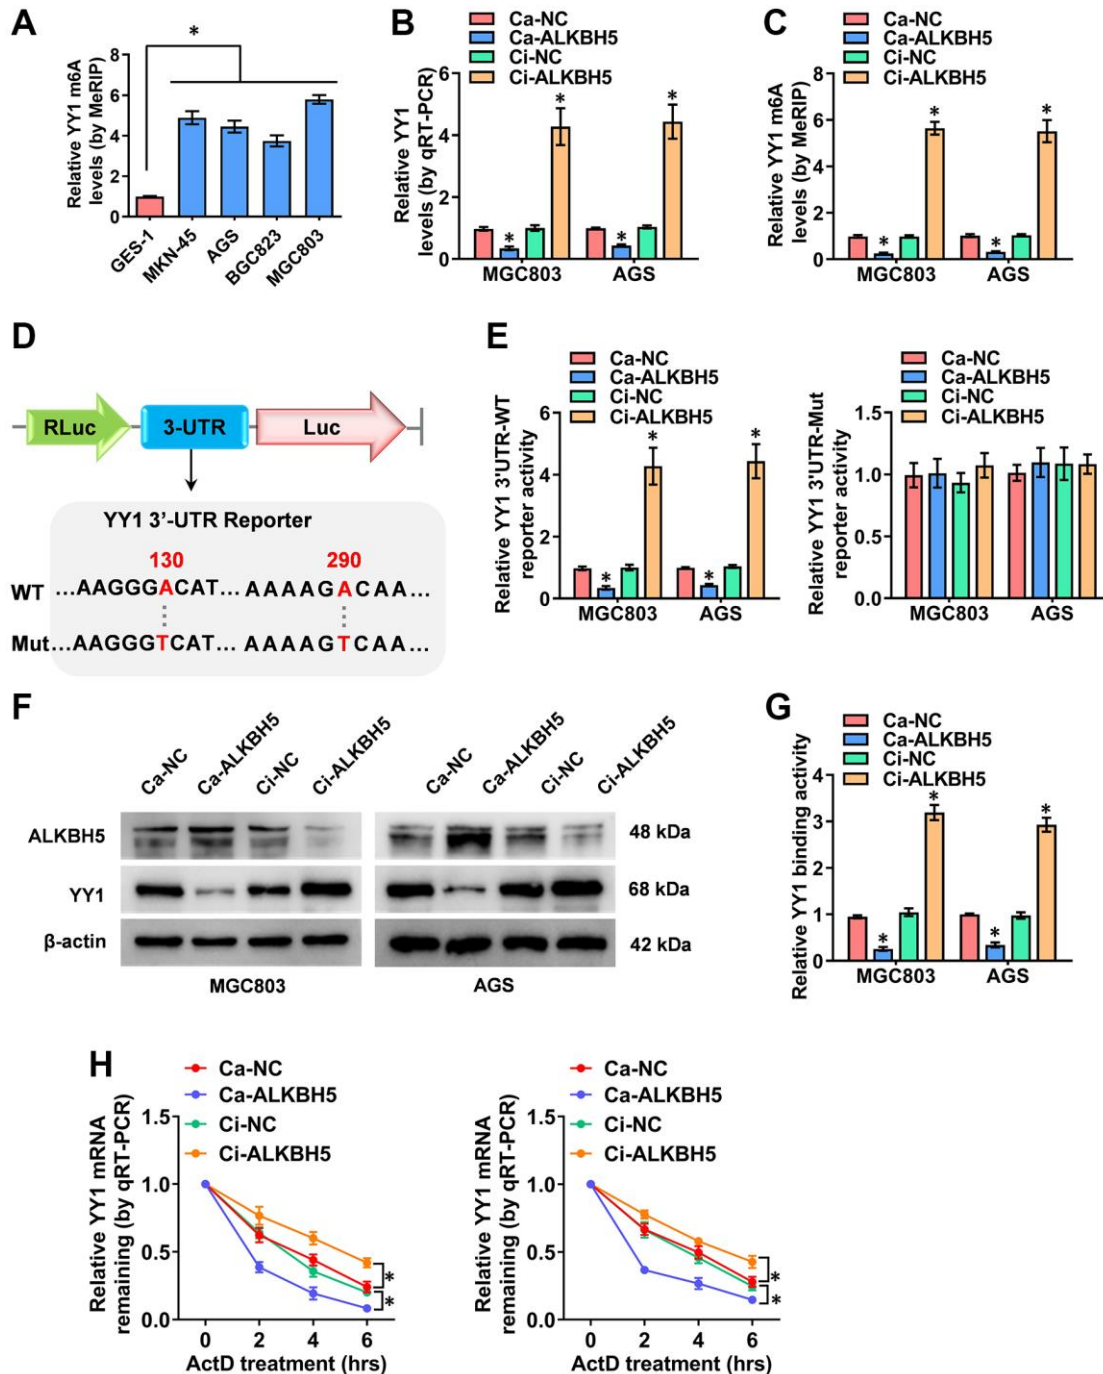 A
*
Relative YY1 m6A
levels (by MeRIP)
8
6
4
2
0
GES-1
MKN-45
AGS
BGC823
MGC803
B
Ca-NC
Ca-ALKBH5
Ci-NC
Ci-ALKBH5
Relative YY1
levels (by qRT-PCR)
6
4
2
0
*
*
*
*
MGC803
AGS
C
Ca-NC
Ca-ALKBH5
Ci-NC
Ci-ALKBH5
Relative YY1 m6A
levels (by MeRIP)
8
6
4
2
0
*
*
*
*
MGC803
AGS
D
RLuc
3-UTR
Luc
YY1 3'-UTR Reporter
130
290
WT ...AAGGGACAT... AAAAGACAA...
Mut...AAGGGTCAT... AAAAGTCAA...
E
Ca-NC
Ca-ALKBH5
Ci-NC
Ci-ALKBH5
Relative YY1 3'UTR-WT
reporter activity
6
4
2
0
*
*
*
*
MGC803
AGS
Ca-NC
Ca-ALKBH5
Ci-NC
Ci-ALKBH5
Relative YY1 3'UTR-Mut
reporter activity
1.5
1.0
0.5
0.0
MGC803
AGS
F
Ca-NC
Ca-ALKBH5
Ci-NC
Ci-ALKBH5
Ca-NC
Ca-ALKBH5
Ci-NC
Ci-ALKBH5
ALKBH5
48 kDa
YY1
68 kDa
β-actin
42 kDa
MGC803
AGS
G
Ca-NC
Ca-ALKBH5
Ci-NC
Ci-ALKBH5
Relative YY1 binding activity
4
3
2
1
0
*
*
*
*
MGC803
AGS
H
Ca-NC
Ca-ALKBH5
Ci-NC
Ci-ALKBH5
Relative YY1 mRNA
remaining (by qRT-PCR)
1.5
1.0
0.5
0.0
*
*
0 2 4 6
ActD treatment (hrs)
Ca-NC
Ca-ALKBH5
Ci-NC
Ci-ALKBH5
Relative YY1 mRNA
remaining (by qRT-PCR)
1.5
1.0
0.5
0.0
*
*
0 2 4 6
ActD treatment (hrs)